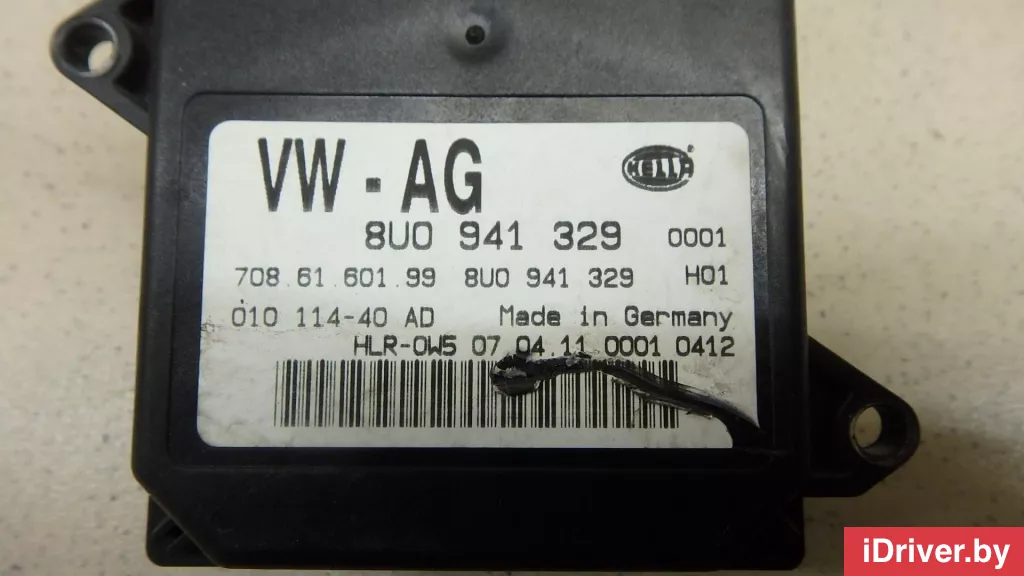 VW - AG
HELLA
8U0 941 329 0001
708.61.601.99 8U0 941 329 H01
010 114-40 AD Made in Germany
HLR-0W5 07 04 11 0001 0412
iDriver.by